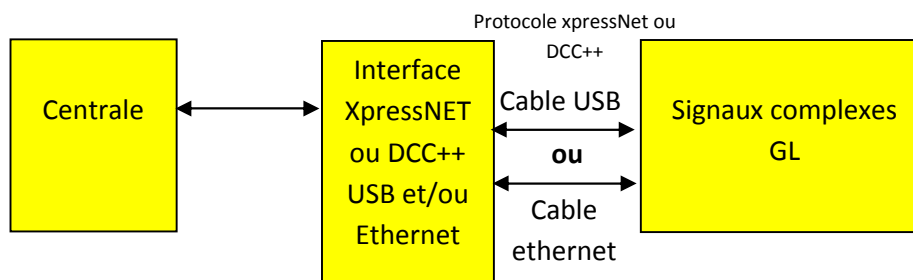 Centrale
Interface
XpressNET
ou DCC++
USB et/ou
Ethernet
Protocole xpressNet ou
DCC++
Cable USB
ou
Cable
ethernet
Signaux complexes
GL